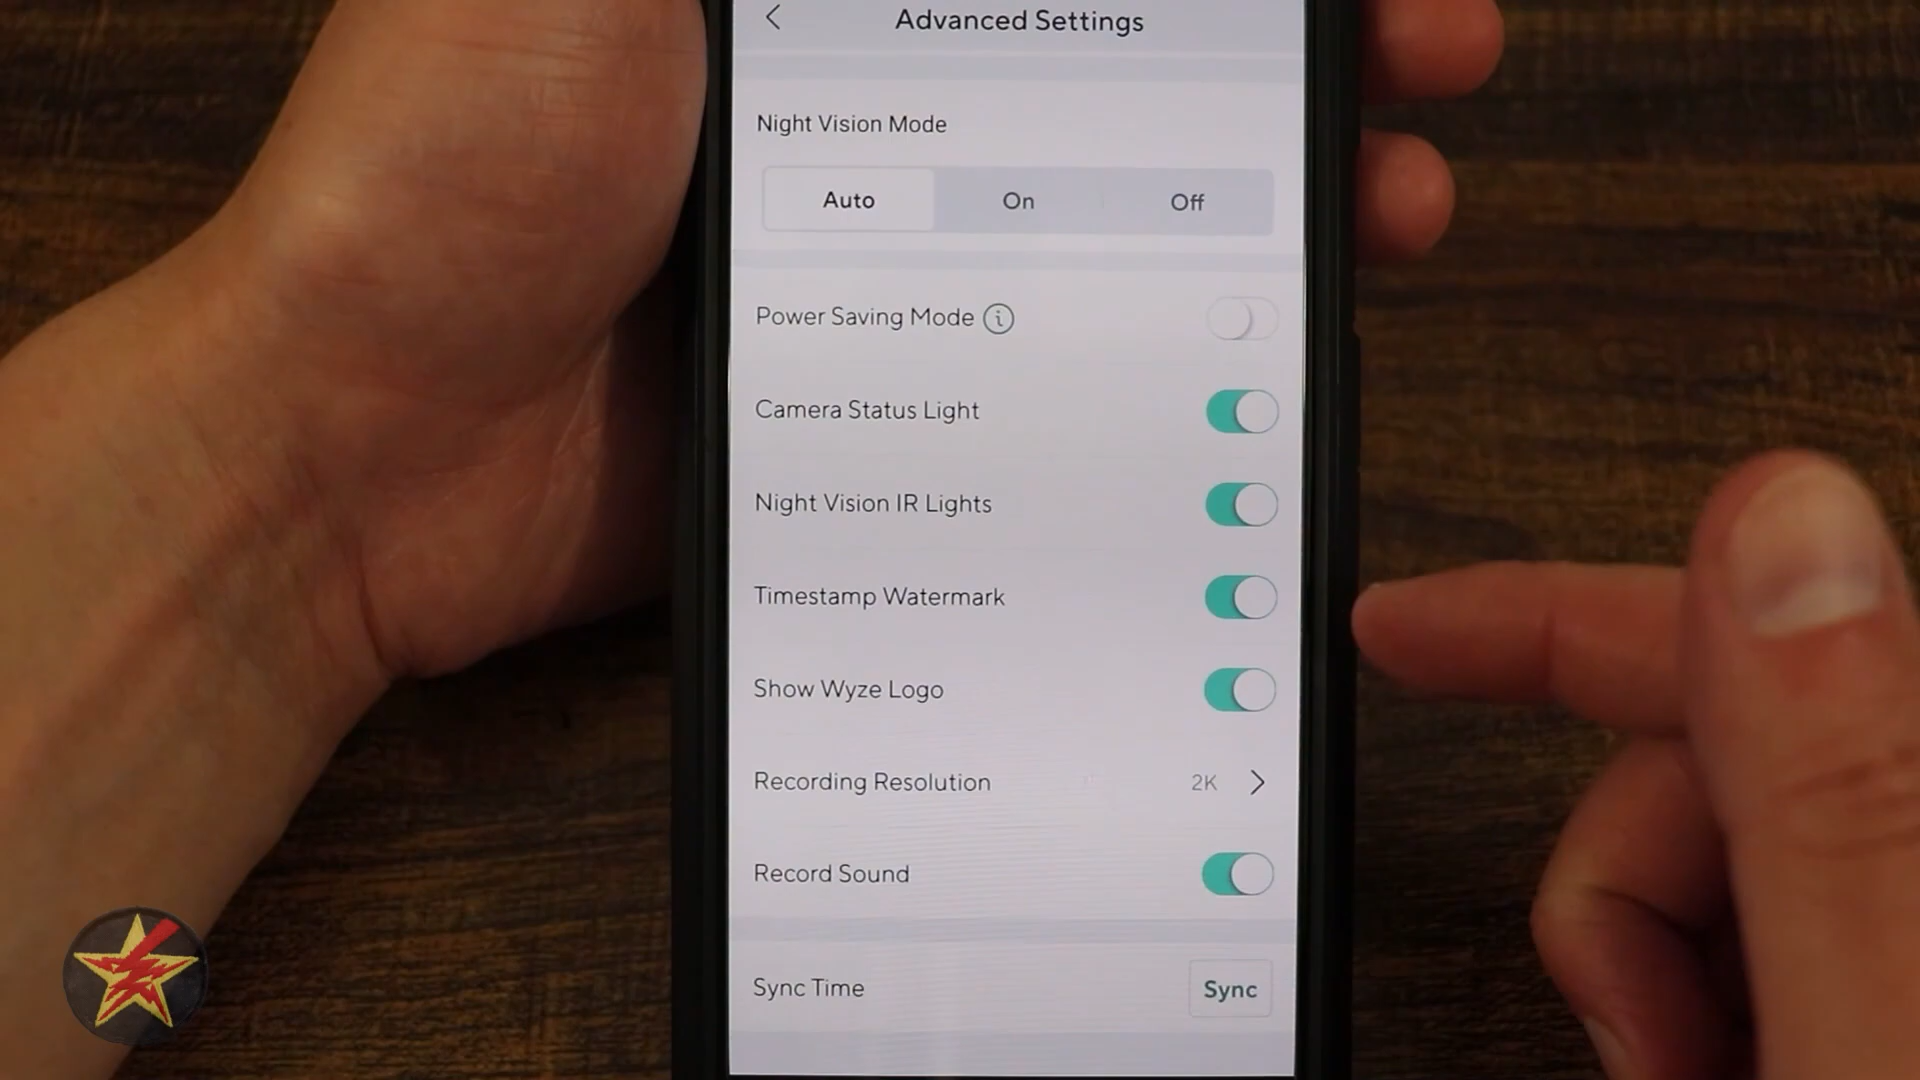 Advanced Settings
Night Vision Mode
Auto On Off
Power Saving Mode
Camera Status Light
Night Vision IR Lights
Timestamp Watermark
Show Wyze Logo
Recording Resolution 2K
Record Sound
Sync Time Sync